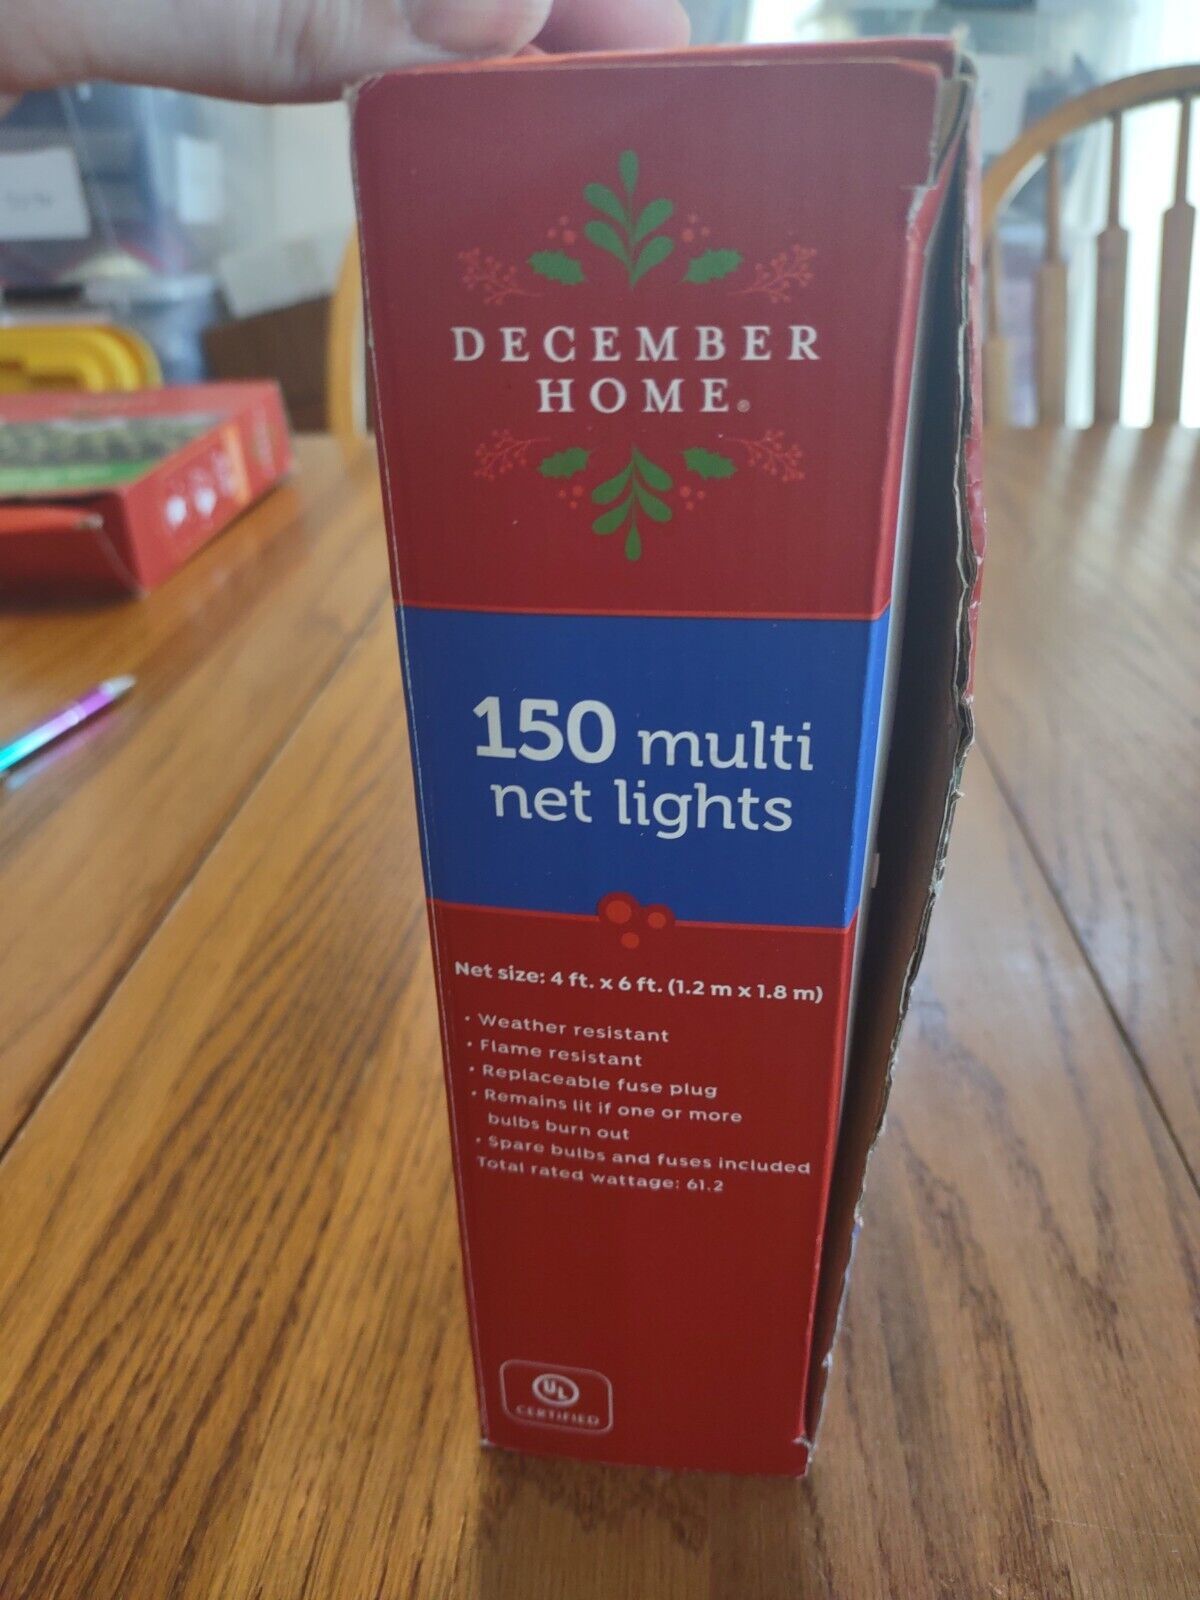 DECEMBER
HOME®
150 multi
net lights
Net size: 4 ft. x 6 ft. (1.2 m x 1.8 m)
• Weather resistant
• Flame resistant
• Replaceable fuse plug
• Remains lit if one or more
bulbs burn out
• Spare bulbs and fuses included
Total rated wattage: 61.2
UL
CERTIFIED